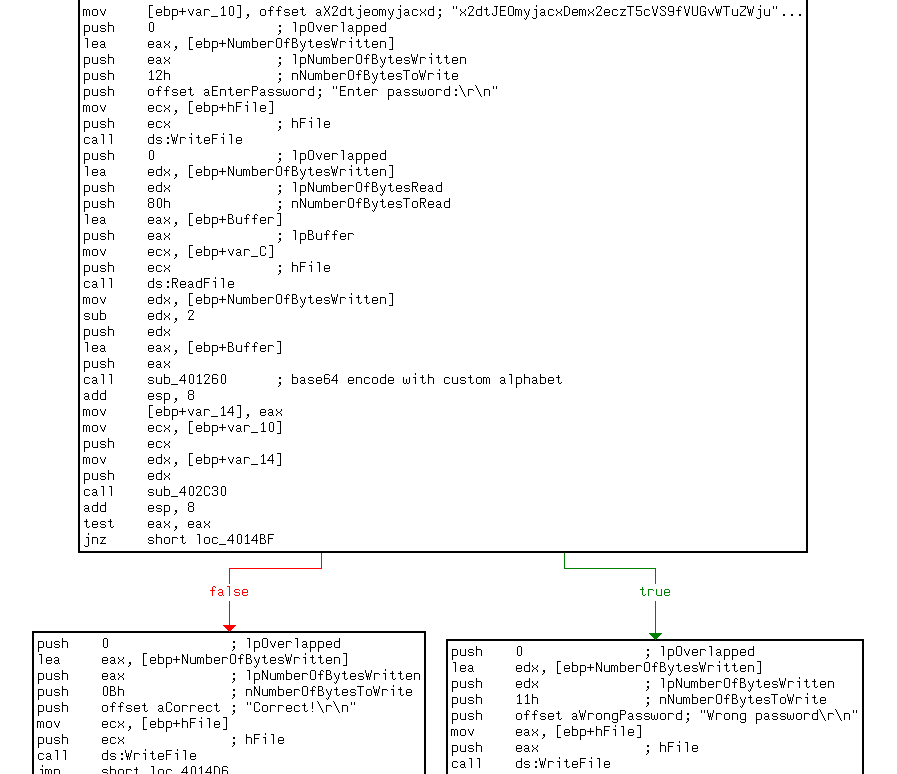 mov [ebp+var_10], offset aX2dtjeomyjacxd; "x2dtJEOmyjacxDemx2eczT5cVS9fVUGvWTuZWju"...
push 0 ; lpOverlapped
lea eax, [ebp+NumberOfBytesWritten]
push eax ; lpNumberOfBytesWritten
push 12h ; nNumberOfBytesToWrite
push offset aEnterPassword; "Enter password:\r\n"
mov ecx, [ebp+hFile]
push ecx ; hFile
call ds:WriteFile
push 0 ; lpOverlapped
lea edx, [ebp+NumberOfBytesWritten]
push edx ; lpNumberOfBytesRead
push 80h ; nNumberOfBytesToRead
lea eax, [ebp+Buffer]
push eax ; lpBuffer
mov ecx, [ebp+var_C]
push ecx ; hFile
call ds:ReadFile
mov edx, [ebp+NumberOfBytesWritten]
sub edx, 2
push edx
lea eax, [ebp+Buffer]
push eax
call sub_401260 ; base64 encode with custom alphabet
add esp, 8
mov [ebp+var_14], eax
mov ecx, [ebp+var_10]
push ecx
mov edx, [ebp+var_14]
push edx
call sub_402C30
add esp, 8
test eax, eax
jnz short loc_4014BF
false
true
push 0 ; lpOverlapped
lea eax, [ebp+NumberOfBytesWritten]
push eax ; lpNumberOfBytesWritten
push 0Bh ; nNumberOfBytesToWrite
push offset aCorrect ; "Correct!\r\n"
mov ecx, [ebp+hFile]
push ecx ; hFile
call ds:WriteFile
jmp short loc_4014D6
push 0 ; lpOverlapped
lea edx, [ebp+NumberOfBytesWritten]
push edx ; lpNumberOfBytesWritten
push 11h ; nNumberOfBytesToWrite
push offset aWrongPassword; "Wrong password\r\n"
mov eax, [ebp+hFile]
push eax ; hFile
call ds:WriteFile